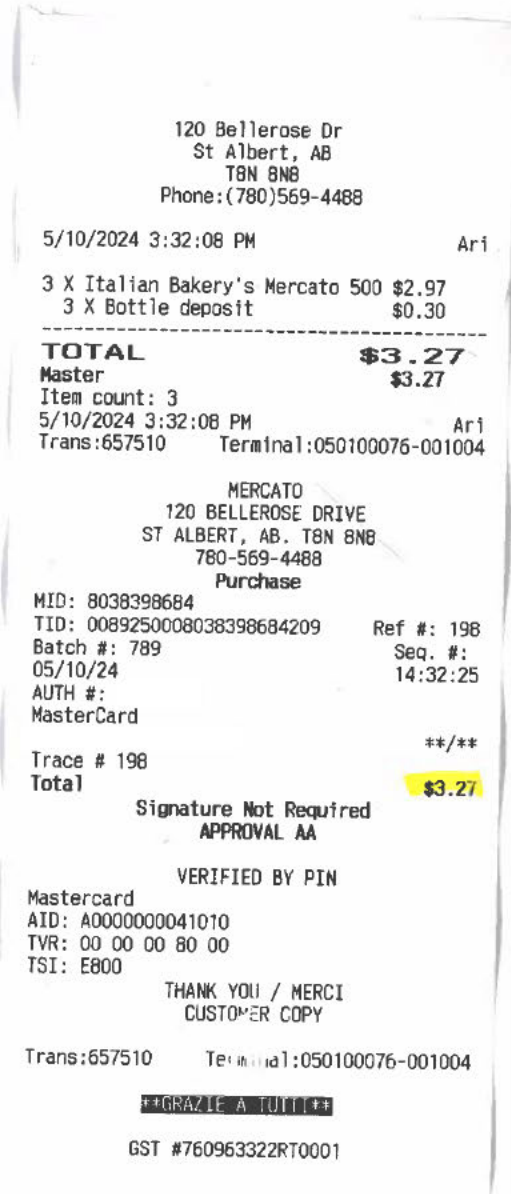 120 Bellerose Dr
St Albert, AB
T8N 8N8
Phone:(780)569-4488
5/10/2024 3:32:08 PM Ari
3 X Italian Bakery's Mercato 500 $2.97
3 X Bottle deposit $0.30
--------------------------------------------
TOTAL $3.27
Master $3.27
Item count: 3
5/10/2024 3:32:08 PM Ari
Trans:657510 Terminal:050100076-001004
MERCATO
120 BELLEROSE DRIVE
ST ALBERT, AB. T8N 8N8
780-569-4488
Purchase
MID: 8038398684
TID: 0089250008038398684209 Ref #: 198
Batch #: 789 Seq. #:
05/10/24 14:32:25
AUTH #:
MasterCard
**/**
Trace # 198
Total $3.27
Signature Not Required
APPROVAL AA
VERIFIED BY PIN
Mastercard
AID: A0000000041010
TVR: 00 00 00 80 00
TSI: E800
THANK YOU / MERCI
CUSTOMER COPY
Trans:657510 Terminal:050100076-001004
**GRAZIE A TUTTI**
GST #760963322RT0001